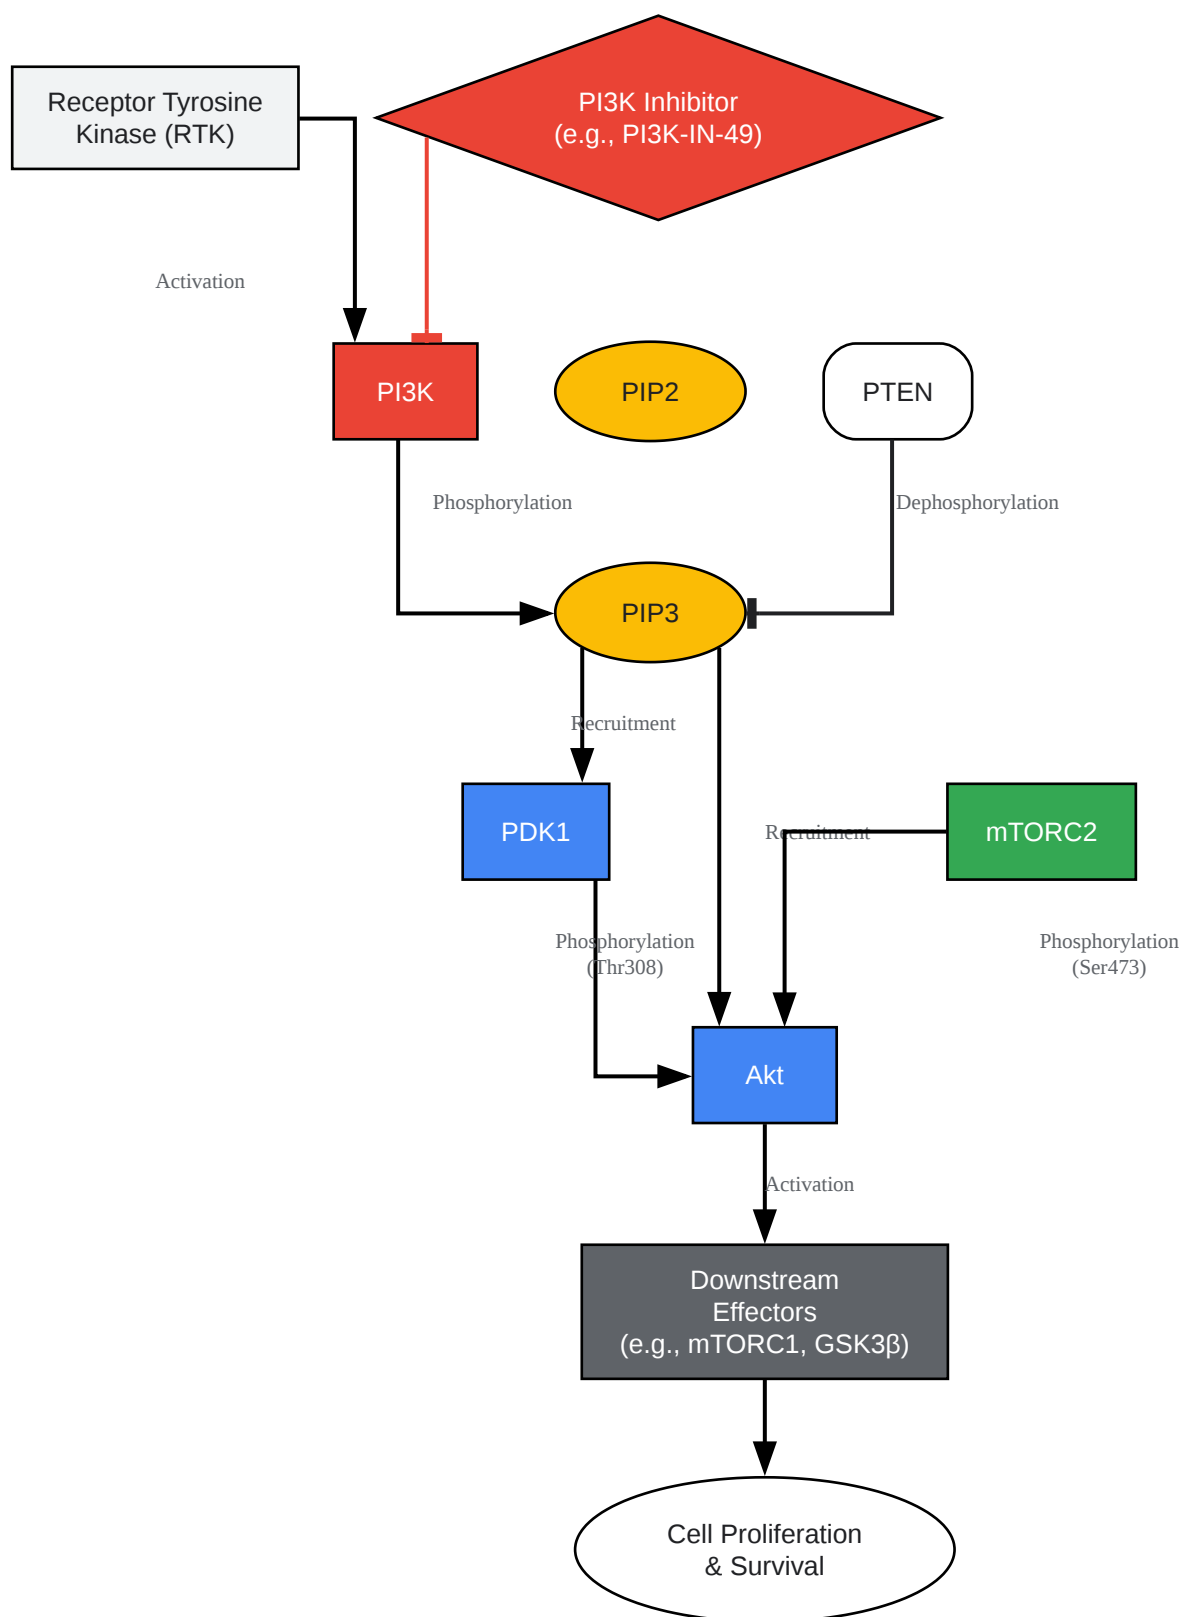 Receptor Tyrosine
Kinase (RTK)
PI3K Inhibitor
(e.g., PI3K-IN-49)
Activation
PI3K
PIP2
PTEN
Phosphorylation
Dephosphorylation
PIP3
Recruitment
PDK1
Recruitment
mTORC2
Phosphorylation
(Thr308)
Phosphorylation
(Ser473)
Akt
Activation
Downstream
Effectors
(e.g., mTORC1, GSK3β)
Cell Proliferation
& Survival